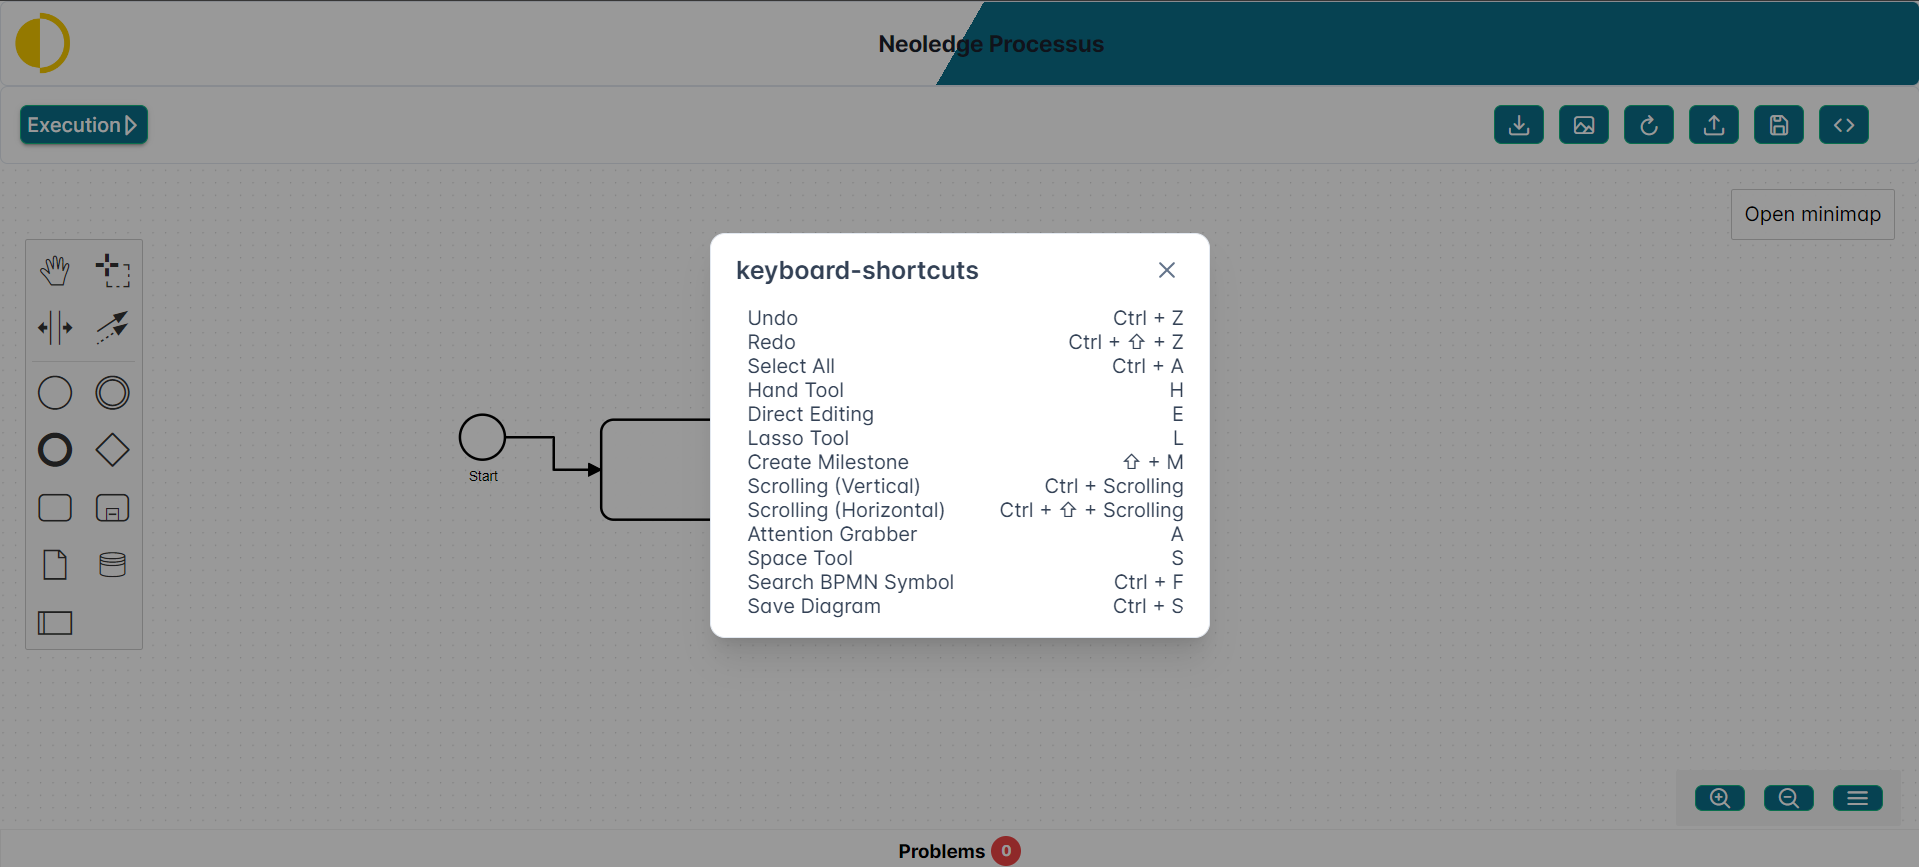 Neoledge Processus
Execution
Open minimap
keyboard-shortcuts
Undo Ctrl + Z
Redo Ctrl + ⇧ + Z
Select All Ctrl + A
Hand Tool H
Direct Editing E
Lasso Tool L
Create Milestone ⇧ + M
Scrolling (Vertical) Ctrl + Scrolling
Scrolling (Horizontal) Ctrl + ⇧ + Scrolling
Attention Grabber A
Space Tool S
Search BPMN Symbol Ctrl + F
Save Diagram Ctrl + S
Start
Problems 0